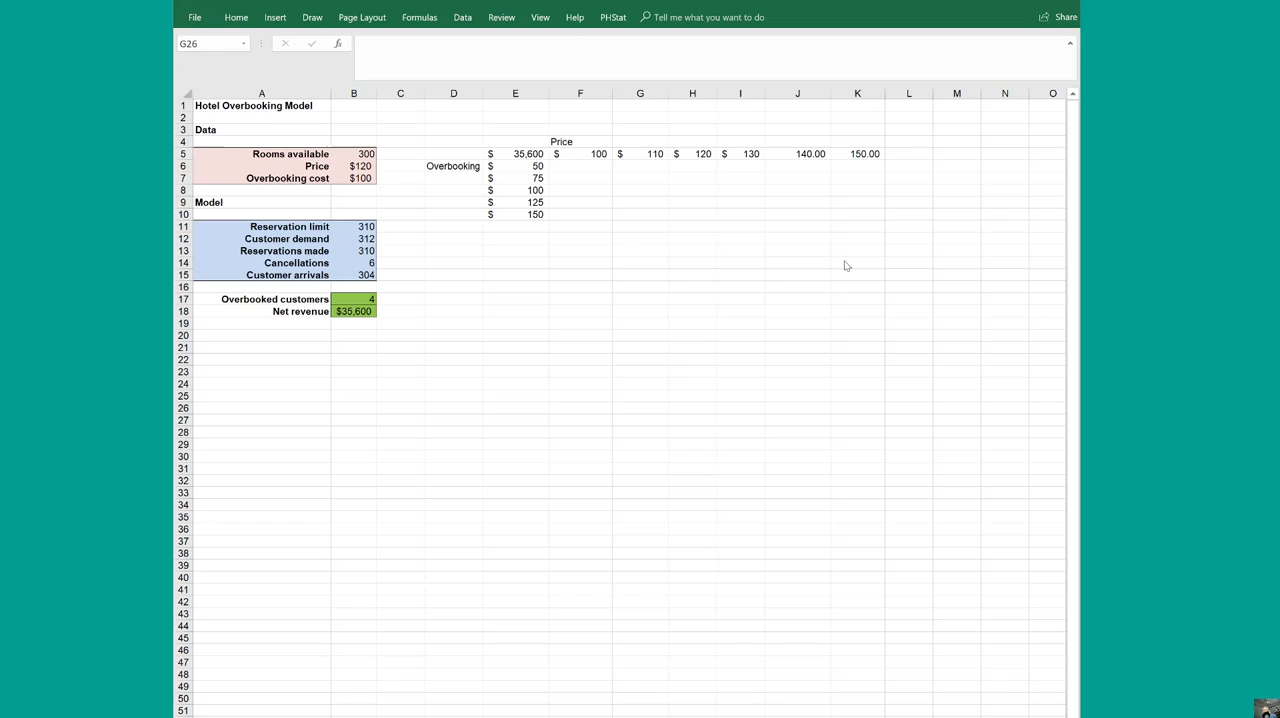 File Home Insert Draw Page Layout Formulas Data Review View Help PHStat Tell me what you want to do Share
G26 fx
A B C D E F G H I J K L M N O
1 Hotel Overbooking Model
2
3 Data
4 Price
5 Rooms available 300 $ 35,600 $ 100 $ 110 $ 120 $ 130 140.00 150.00
6 Price $120 Overbooking $ 50
7 Overbooking cost $100 $ 75
8 $ 100
9 Model $ 125
10 $ 150
11 Reservation limit 310
12 Customer demand 312
13 Reservations made 310
14 Cancellations 6
15 Customer arrivals 304
16
17 Overbooked customers 4
18 Net revenue $35,600
19
20
21
22
23
24
25
26
27
28
29
30
31
32
33
34
35
36
37
38
39
40
41
42
43
44
45
46
47
48
49
50
51